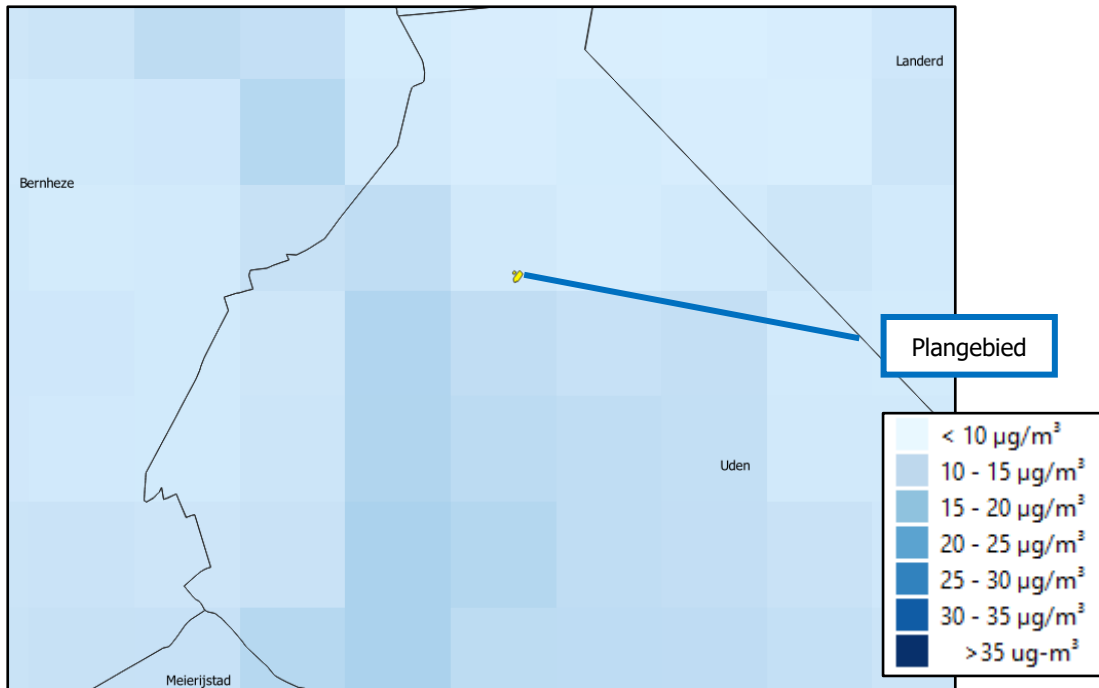 Landerd
Bernheze
Plangebied
< 10 µg/m³
10 - 15 µg/m³
15 - 20 µg/m³
20 - 25 µg/m³
25 - 30 µg/m³
30 - 35 µg/m³
>35 ug-m³
Uden
Meierijstad